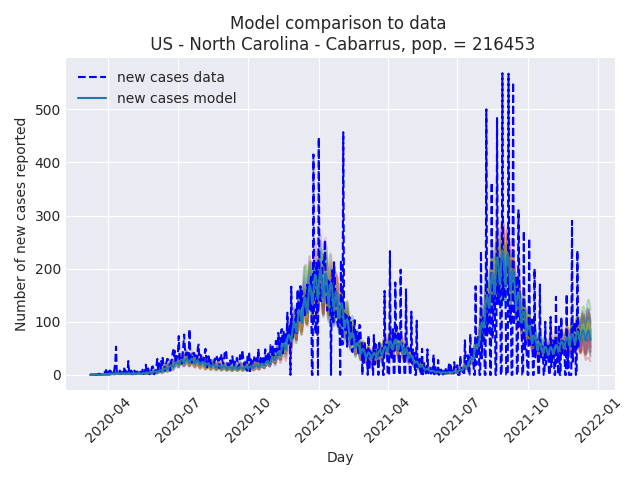 Model comparison to data
US - North Carolina - Cabarrus, pop. = 216453
new cases data
new cases model
Number of new cases reported
500
400
300
200
100
0
2020-04
2020-07
2020-10
2021-01
2021-04
2021-07
2021-10
2022-01
Day